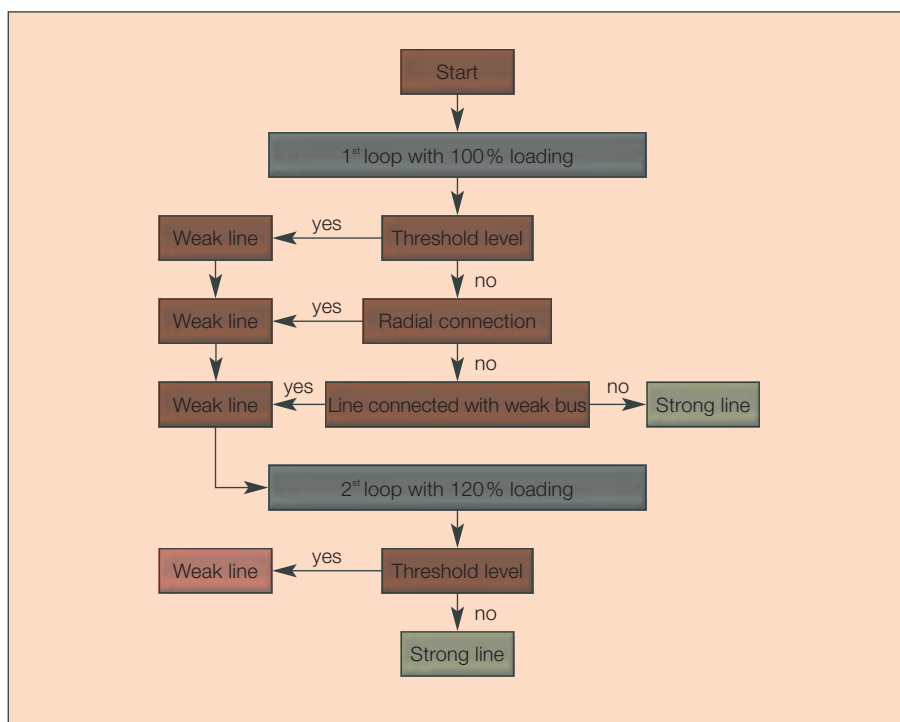 Start
1st loop with 100% loading
Weak line
yes
Threshold level
no
Weak line
yes
Radial connection
no
Weak line
yes
Line connected with weak bus
no
Strong line
2st loop with 120% loading
Weak line
yes
Threshold level
no
Strong line